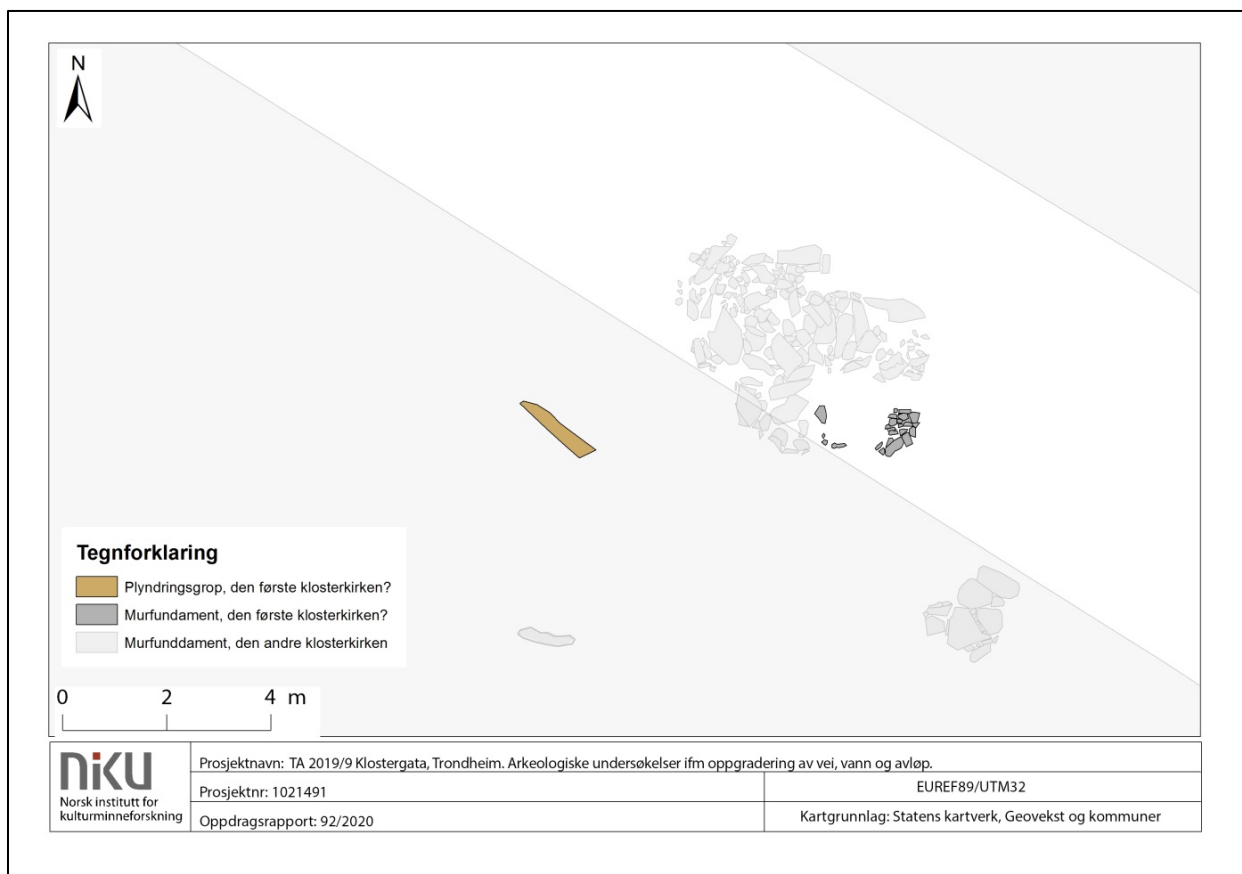 N
Tegnforklaring
Plyndringsgrop, den første klosterkirken?
Murfundament, den første klosterkirken?
Murfunddament, den andre klosterkirken
0 2 4 m
niku
Norsk institutt for
kulturminneforskning
Prosjektnavn: TA 2019/9 Klostergata, Trondheim. Arkeologiske undersøkelser ifm oppgradering av vei, vann og avløp.
Prosjektnr: 1021491
EUREF89/UTM32
Oppdragsrapport: 92/2020
Kartgrunnlag: Statens kartverk, Geovekst og kommuner